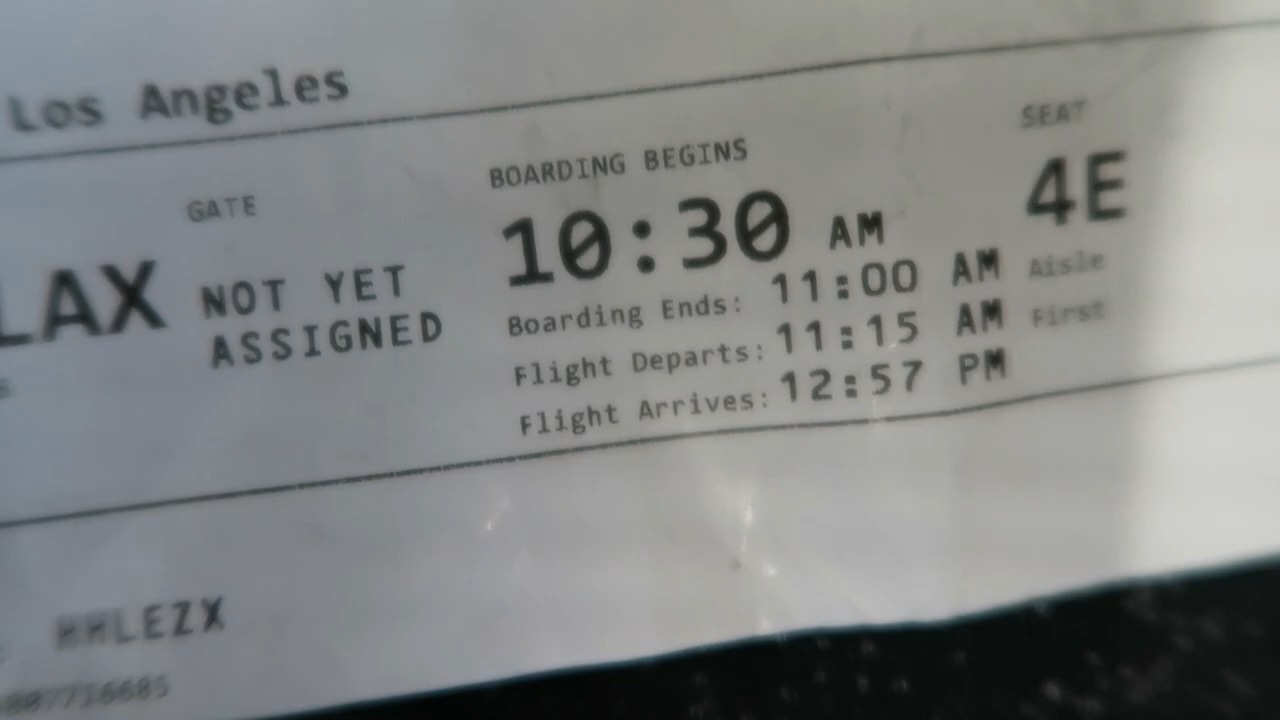 Los Angeles
GATE
BOARDING BEGINS
SEAT
LAX
NOT YET
ASSIGNED
10:30 AM
4E
Boarding Ends: 11:00 AM
Aisle
Flight Departs: 11:15 AM
First
Flight Arrives: 12:57 PM